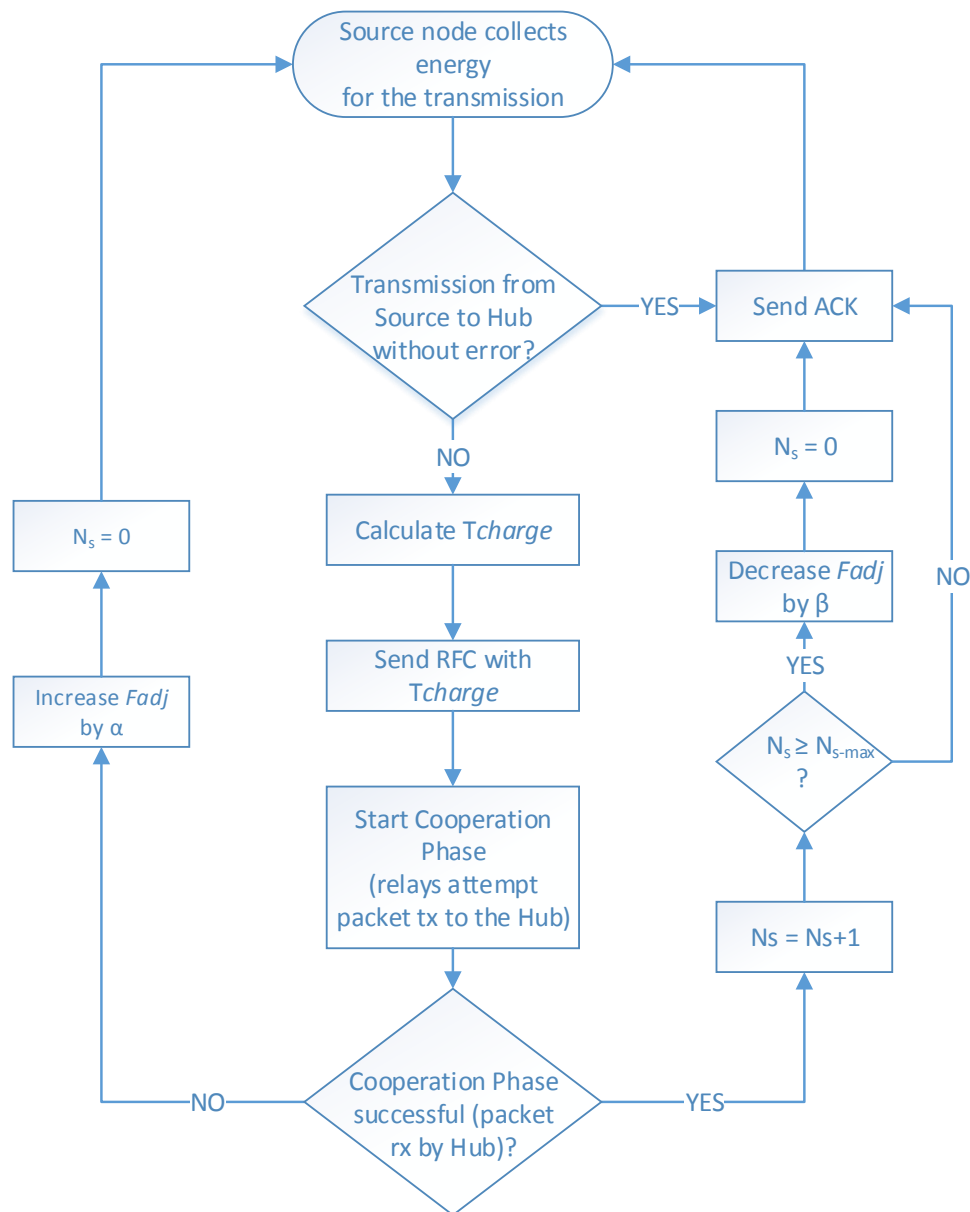 Source node collects
energy
for the transmission
Transmission from
Source to Hub
without error?
YES
Send ACK
NO
Nₛ = 0
Calculate Tcharge
Nₛ = 0
Decrease Fadj
by β
NO
Send RFC with
Tcharge
YES
Increase Fadj
by α
Nₛ ≥ Nₛ₋ₘₐₓ
?
Start Cooperation
Phase
(relays attempt
packet tx to the Hub)
Ns = Ns+1
Cooperation Phase
successful (packet
rx by Hub)?
NO
YES